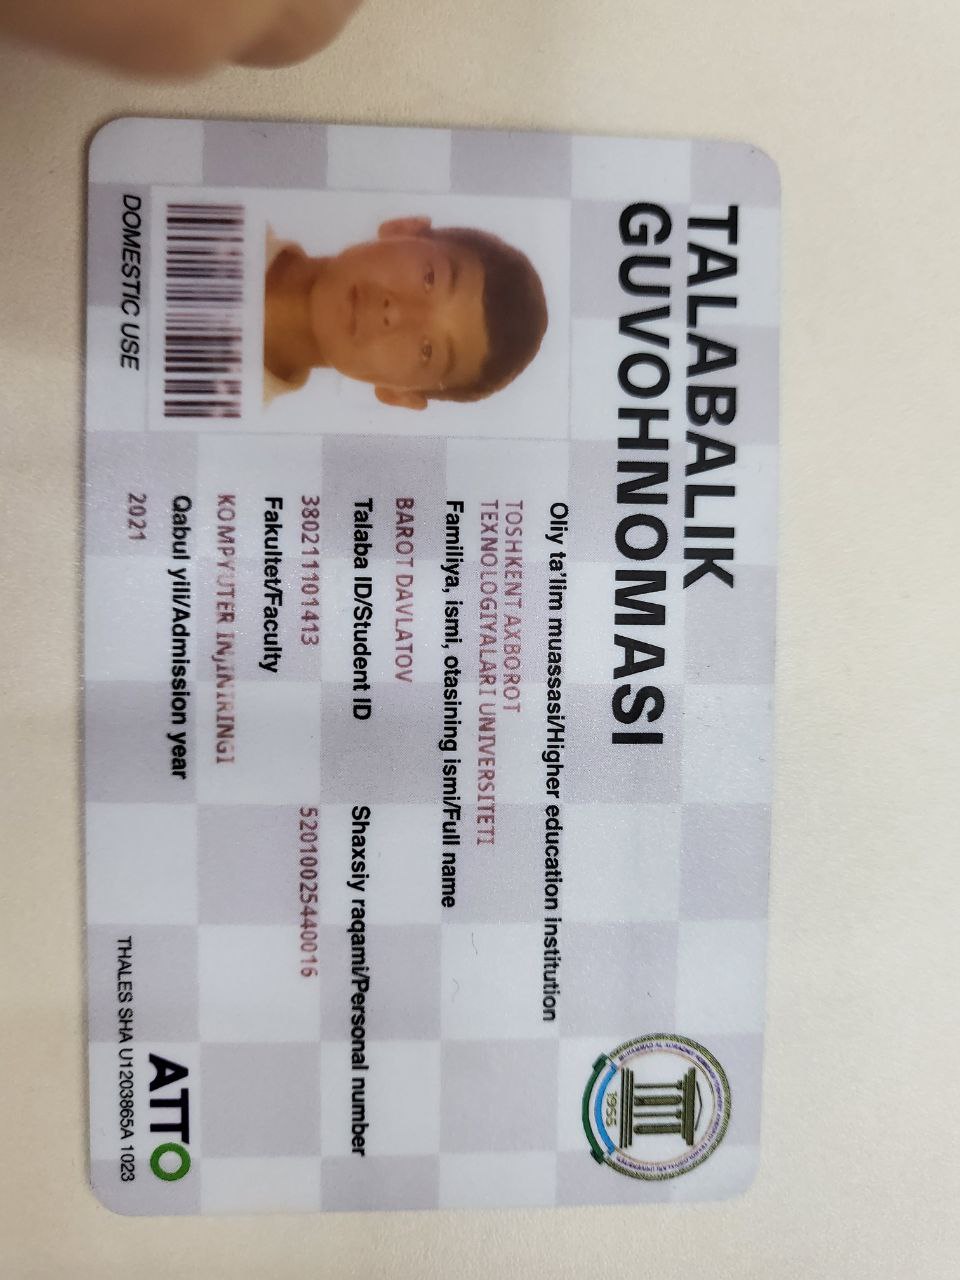 TALABALIK
GUVOHNOMASI
Oliy ta'lim muassasi/Higher education institution
TOSHKENT AXBOROT
TEXNOLOGIYALARI UNIVERSITETI
Familiya, ismi, otasining ismi/Full name
BAROT DAVLATOV
Talaba ID/Student ID
380211101413
Shaxsiy raqami/Personal number
52010025440016
Fakultet/Faculty
KOMPYUTER INJINIRINGI
Qabul yili/Admission year
2021
DOMESTIC USE
1955
ATTO
THALES SHA U1203865A 1023